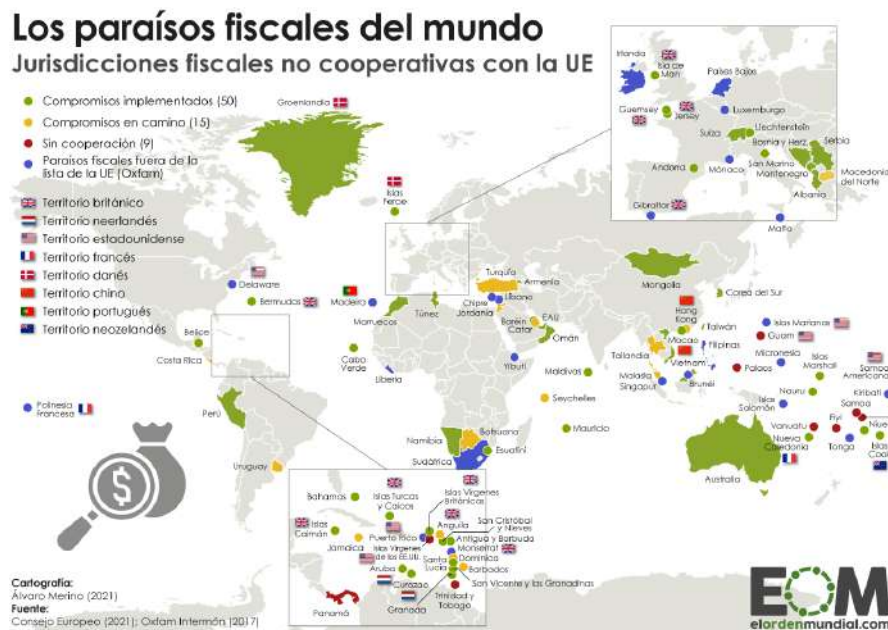 Los paraísos fiscales del mundo
Jurisdicciones fiscales no cooperativas con la UE
Compromisos implementados (50)
Compromisos en camino (15)
Sin cooperación (9)
Paraísos fiscales fuera de la
lista de la UE (Oxfam)
Territorio británico
Territorio neerlandés
Territorio estadounidense
Territorio francés
Territorio danés
Territorio chino
Territorio portugués
Territorio neozelandés
Groenlandia
Islas
Feroe
Irlanda
Isla de
Man
Países Bajos
Guernsey
Jersey
Luxemburgo
Suiza
Liechtenstein
Bosnia y Herz.
Serbia
Andorra
Mónaco
San Marino
Montenegro
Macedonia
del Norte
Albania
Gibraltar
Malta
Delaware
Bermudas
Belice
Costa Rica
Madeira
Marruecos
Túnez
Cabo
Verde
Liberia
Turquía
Armenia
Chipre
Líbano
Jordania
Baréin
EAU
Catar
Omán
Yibuti
Maldivas
Seychelles
Mauricio
Mongolia
Corea del Sur
Hong
Kong
Taiwán
Macao
Tailandia
Vietnam
Filipinas
Malasia
Singapur
Brunéi
Islas Marianas
Guam
Micronesia
Palaos
Islas
Marshall
Samoa
Americana
Nauru
Kiribati
Islas
Salomón
Samoa
Vanuatu
Fiyi
Niue
Nueva
Caledonia
Tonga
Islas
Cook
Australia
Polinesia
Francesa
Perú
Uruguay
Namibia
Botsuana
Sudáfrica
Esuatini
Bahamas
Islas Turcas
y Caicos
Islas Vírgenes
Británicas
Islas
Caimán
Jamaica
Puerto Rico
Anguila
San Cristóbal
y Nieves
Islas Vírgenes
de los EE.UU.
Antigua y Barbuda
Monserrat
Dominica
Santa
Lucía
Barbados
Aruba
Curazao
San Vicente y las Granadinas
Granada
Trinidad y
Tobago
Panamá
Cartografía:
Álvaro Merino (2021)
Fuente:
Consejo Europeo (2021); Oxfam Intermón (2017)
EOM
elordenmundial.com